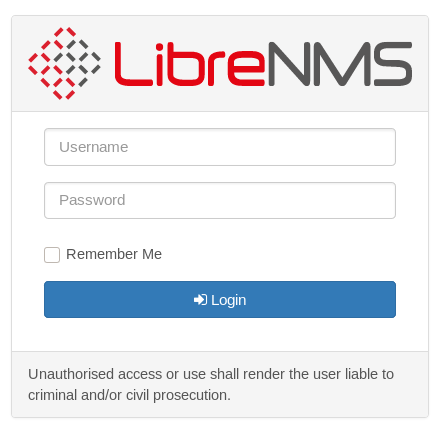 LibreNMS
Username
Password
Remember Me
Login
Unauthorised access or use shall render the user liable to
criminal and/or civil prosecution.